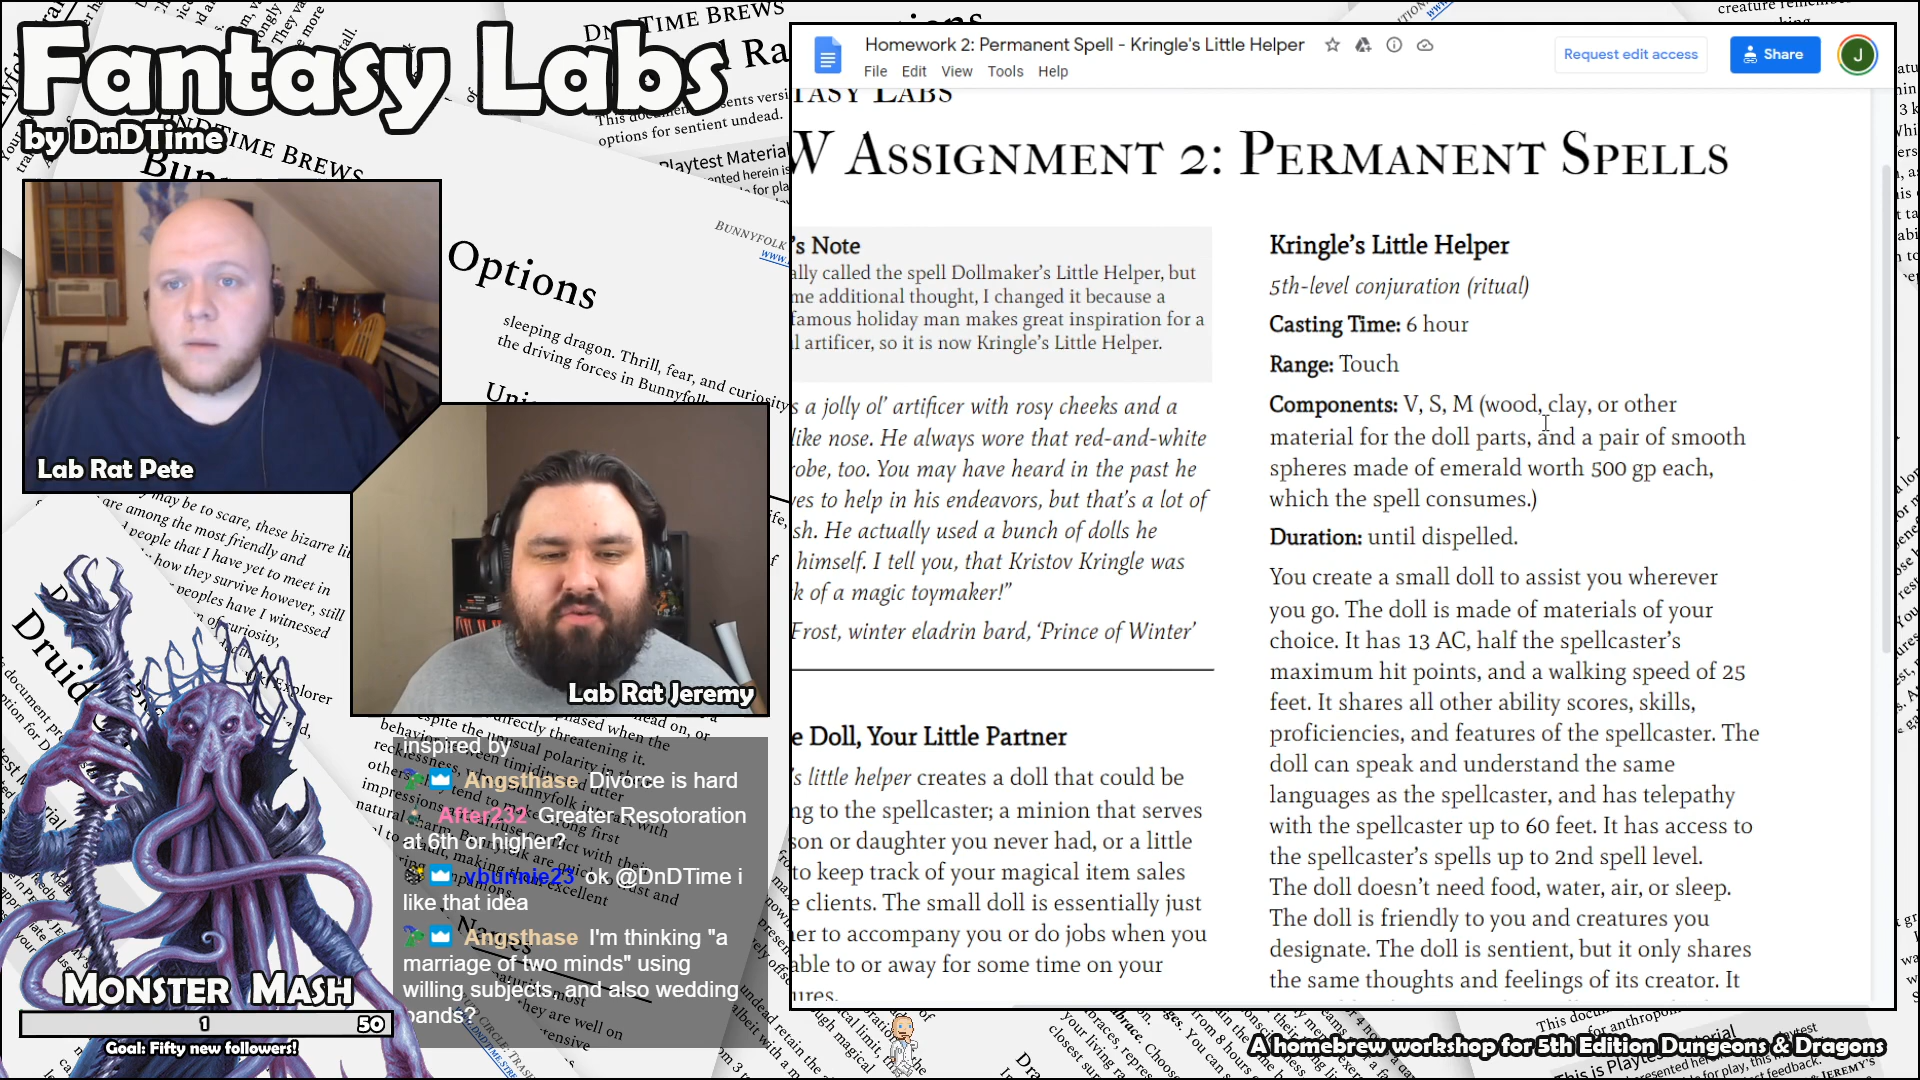 Fantasy Labs
by DnDTime
Lab Rat Pete
Lab Rat Jeremy
Options
sleeping dragon. Thrill, fear, and curiosity
the driving forces in Bunnyfolk
Homework 2: Permanent Spell - Kringle's Little Helper
File Edit View Tools Help
Request edit access
Share
J
TASY LABS
W ASSIGNMENT 2: PERMANENT SPELLS
's Note
ally called the spell Dollmaker's Little Helper, but
me additional thought, I changed it because a
famous holiday man makes great inspiration for a
l artificer, so it is now Kringle's Little Helper.
s a jolly ol' artificer with rosy cheeks and a
like nose. He always wore that red-and-white
robe, too. You may have heard in the past he
ves to help in his endeavors, but that's a lot of
sh. He actually used a bunch of dolls he
himself. I tell you, that Kristov Kringle was
k of a magic toymaker!"
Frost, winter eladrin bard, 'Prince of Winter'
e Doll, Your Little Partner
's little helper creates a doll that could be
ng to the spellcaster; a minion that serves
son or daughter you never had, or a little
to keep track of your magical item sales
e clients. The small doll is essentially just
her to accompany you or do jobs when you
able to or away for some time on your
ures.
Kringle's Little Helper
5th-level conjuration (ritual)
Casting Time: 6 hour
Range: Touch
Components: V, S, M (wood, clay, or other
material for the doll parts, and a pair of smooth
spheres made of emerald worth 500 gp each,
which the spell consumes.)
Duration: until dispelled.
You create a small doll to assist you wherever
you go. The doll is made of materials of your
choice. It has 13 AC, half the spellcaster's
maximum hit points, and a walking speed of 25
feet. It shares all other ability scores, skills,
proficiencies, and features of the spellcaster. The
doll can speak and understand the same
languages as the spellcaster, and has telepathy
with the spellcaster up to 60 feet. It has access to
the spellcaster's spells up to 2nd spell level.
The doll doesn't need food, water, air, or sleep.
The doll is friendly to you and creatures you
designate. The doll is sentient, but it only shares
the same thoughts and feelings of its creator. It
inspired by
Angsthase Divorce is hard
After232 Greater Resotoration
at 6th or higher?
vbunnie23 ok @DnDTime i
like that idea
Angsthase I'm thinking "a
marriage of two minds" using
willing subjects, and also wedding
bands?
MONSTER MASH
1 50
Goal: Fifty new followers!
A homebrew workshop for 5th Edition Dungeons & Dragons